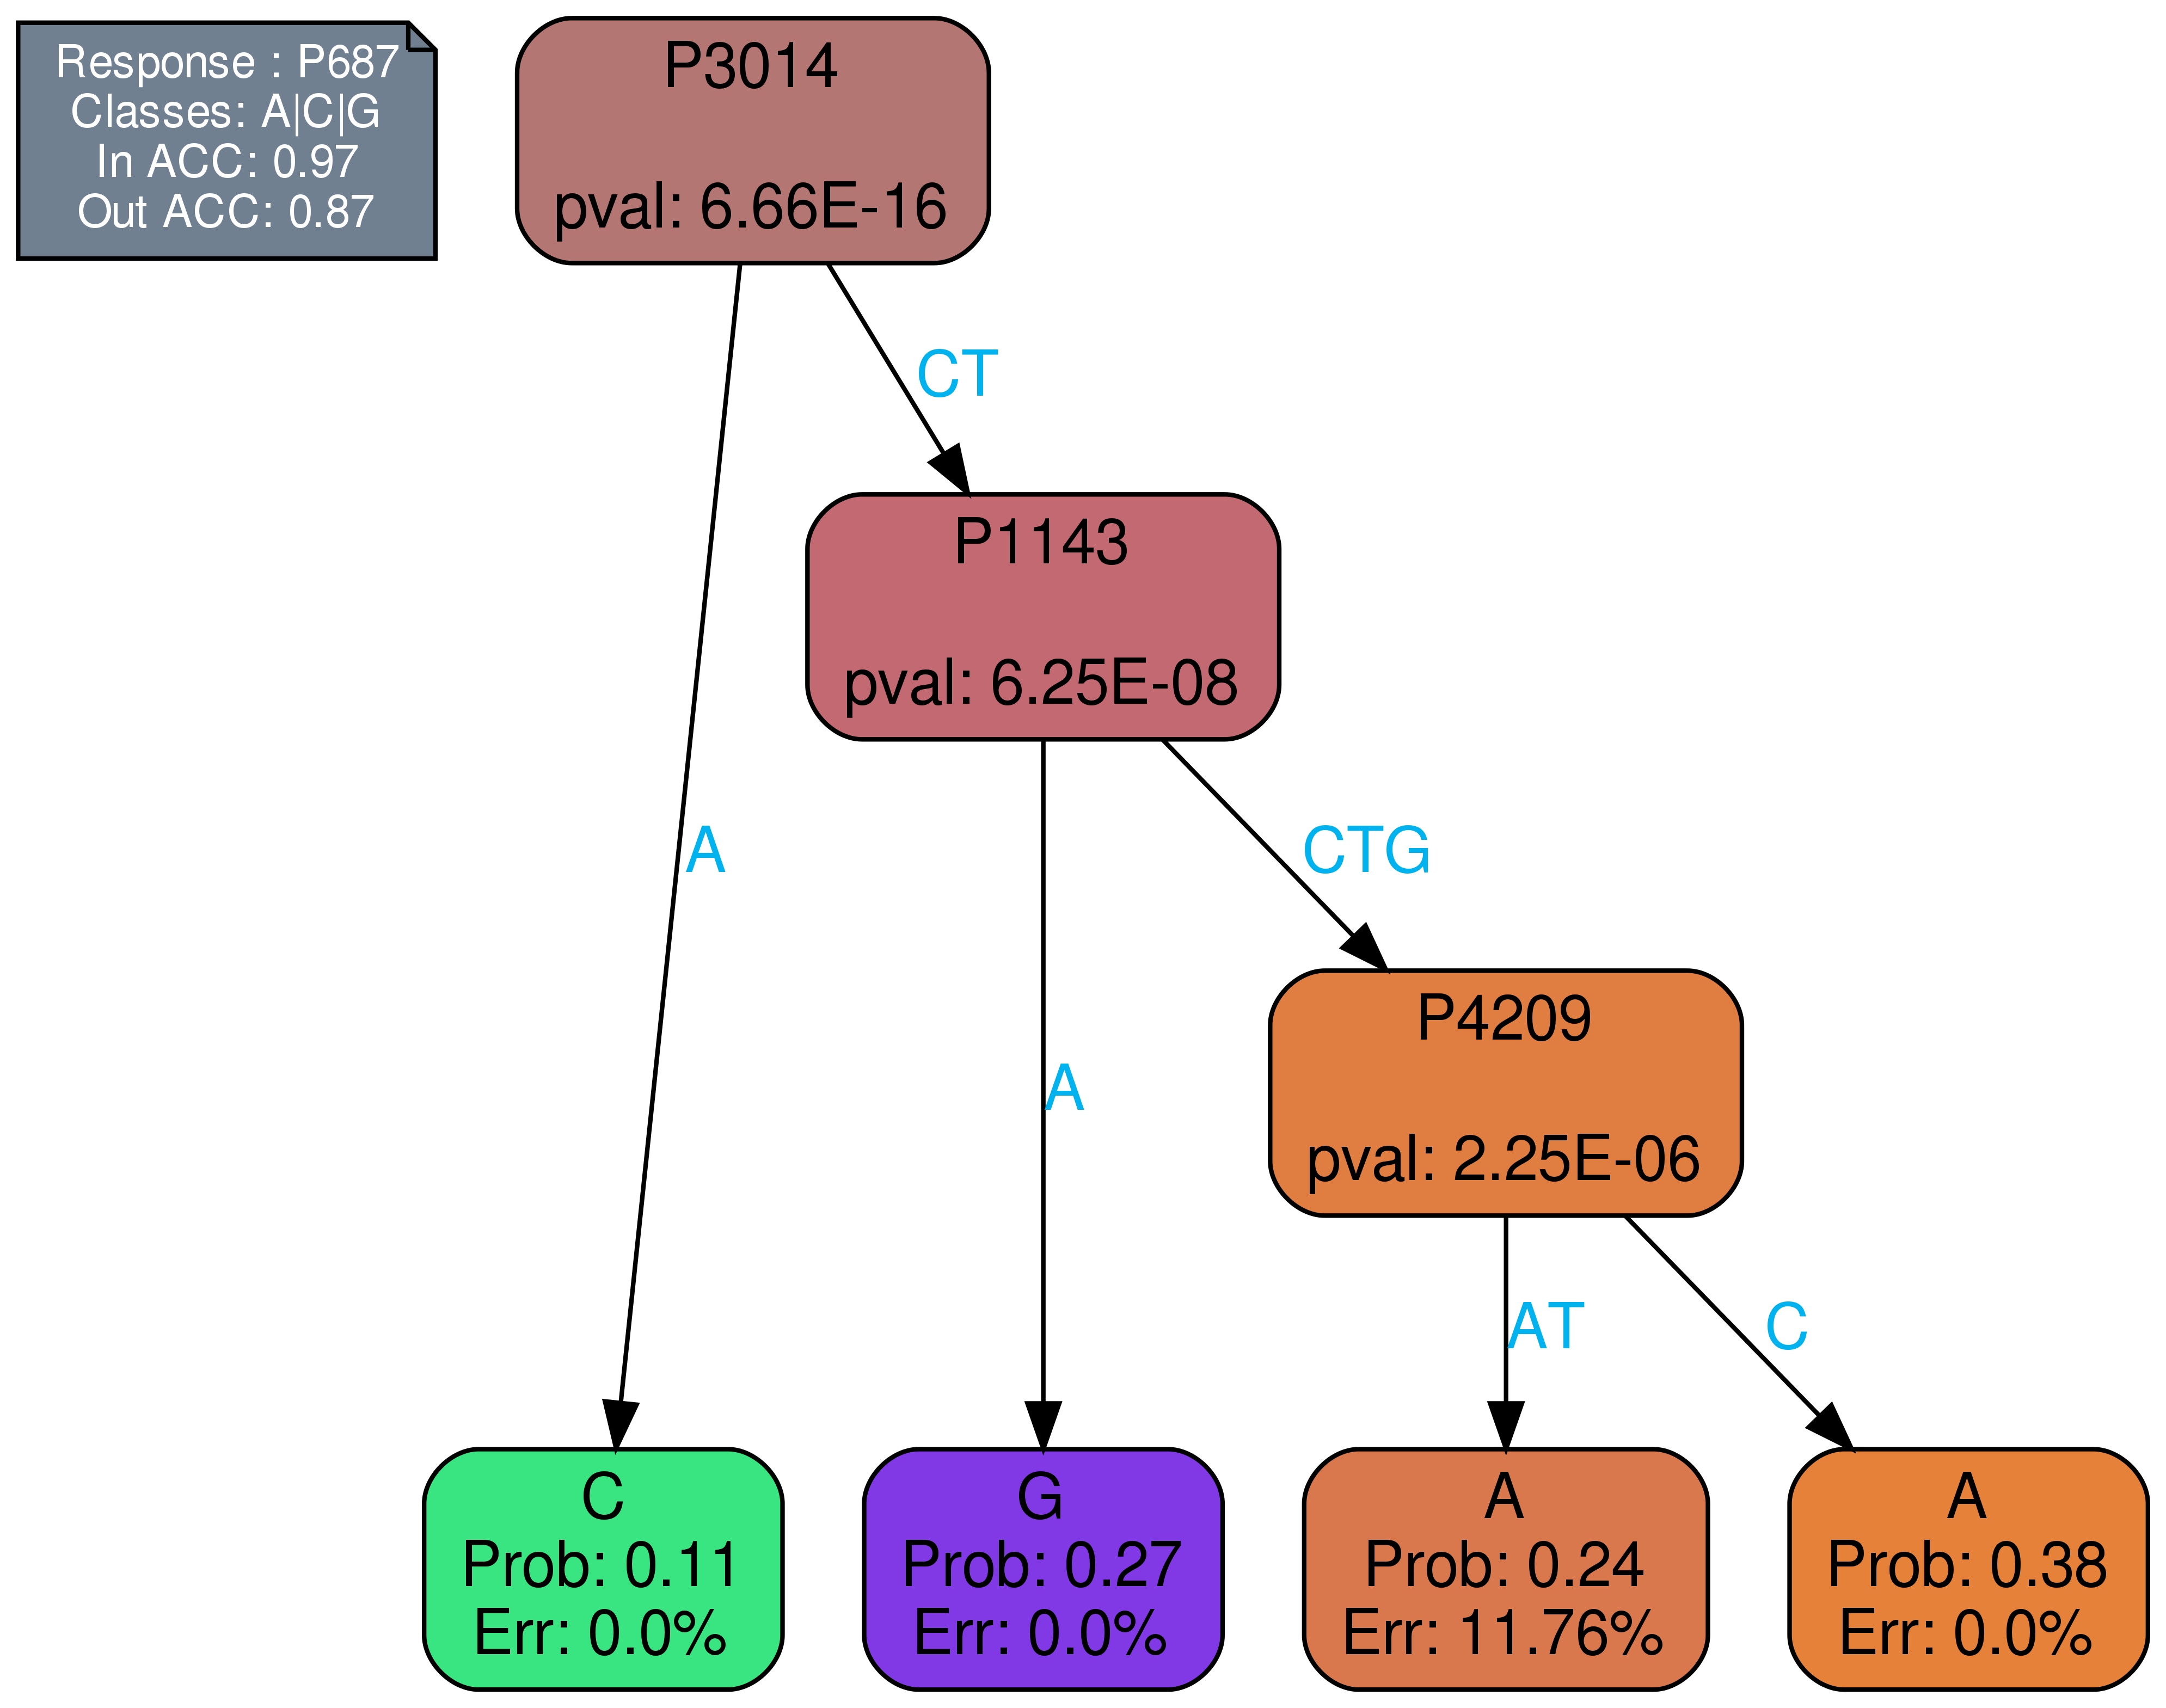 Response : P687
Classes: A|C|G
In ACC: 0.97
Out ACC: 0.87
P3014
pval: 6.66E-16
CT
P1143
pval: 6.25E-08
A
CTG
P4209
pval: 2.25E-06
A
AT
C
C
Prob: 0.11
Err: 0.0%
G
Prob: 0.27
Err: 0.0%
A
Prob: 0.24
Err: 11.76%
A
Prob: 0.38
Err: 0.0%